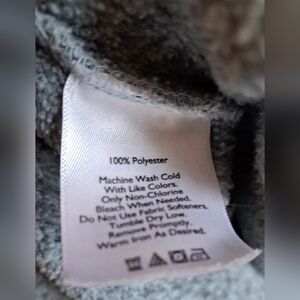 100% Polyester
Machine Wash Cold
With Like Colors.
Only Non-Chlorine
Bleach When Needed.
Do Not Use Fabric Softeners.
Tumble Dry Low.
Remove Promptly.
Warm Iron As Desired.